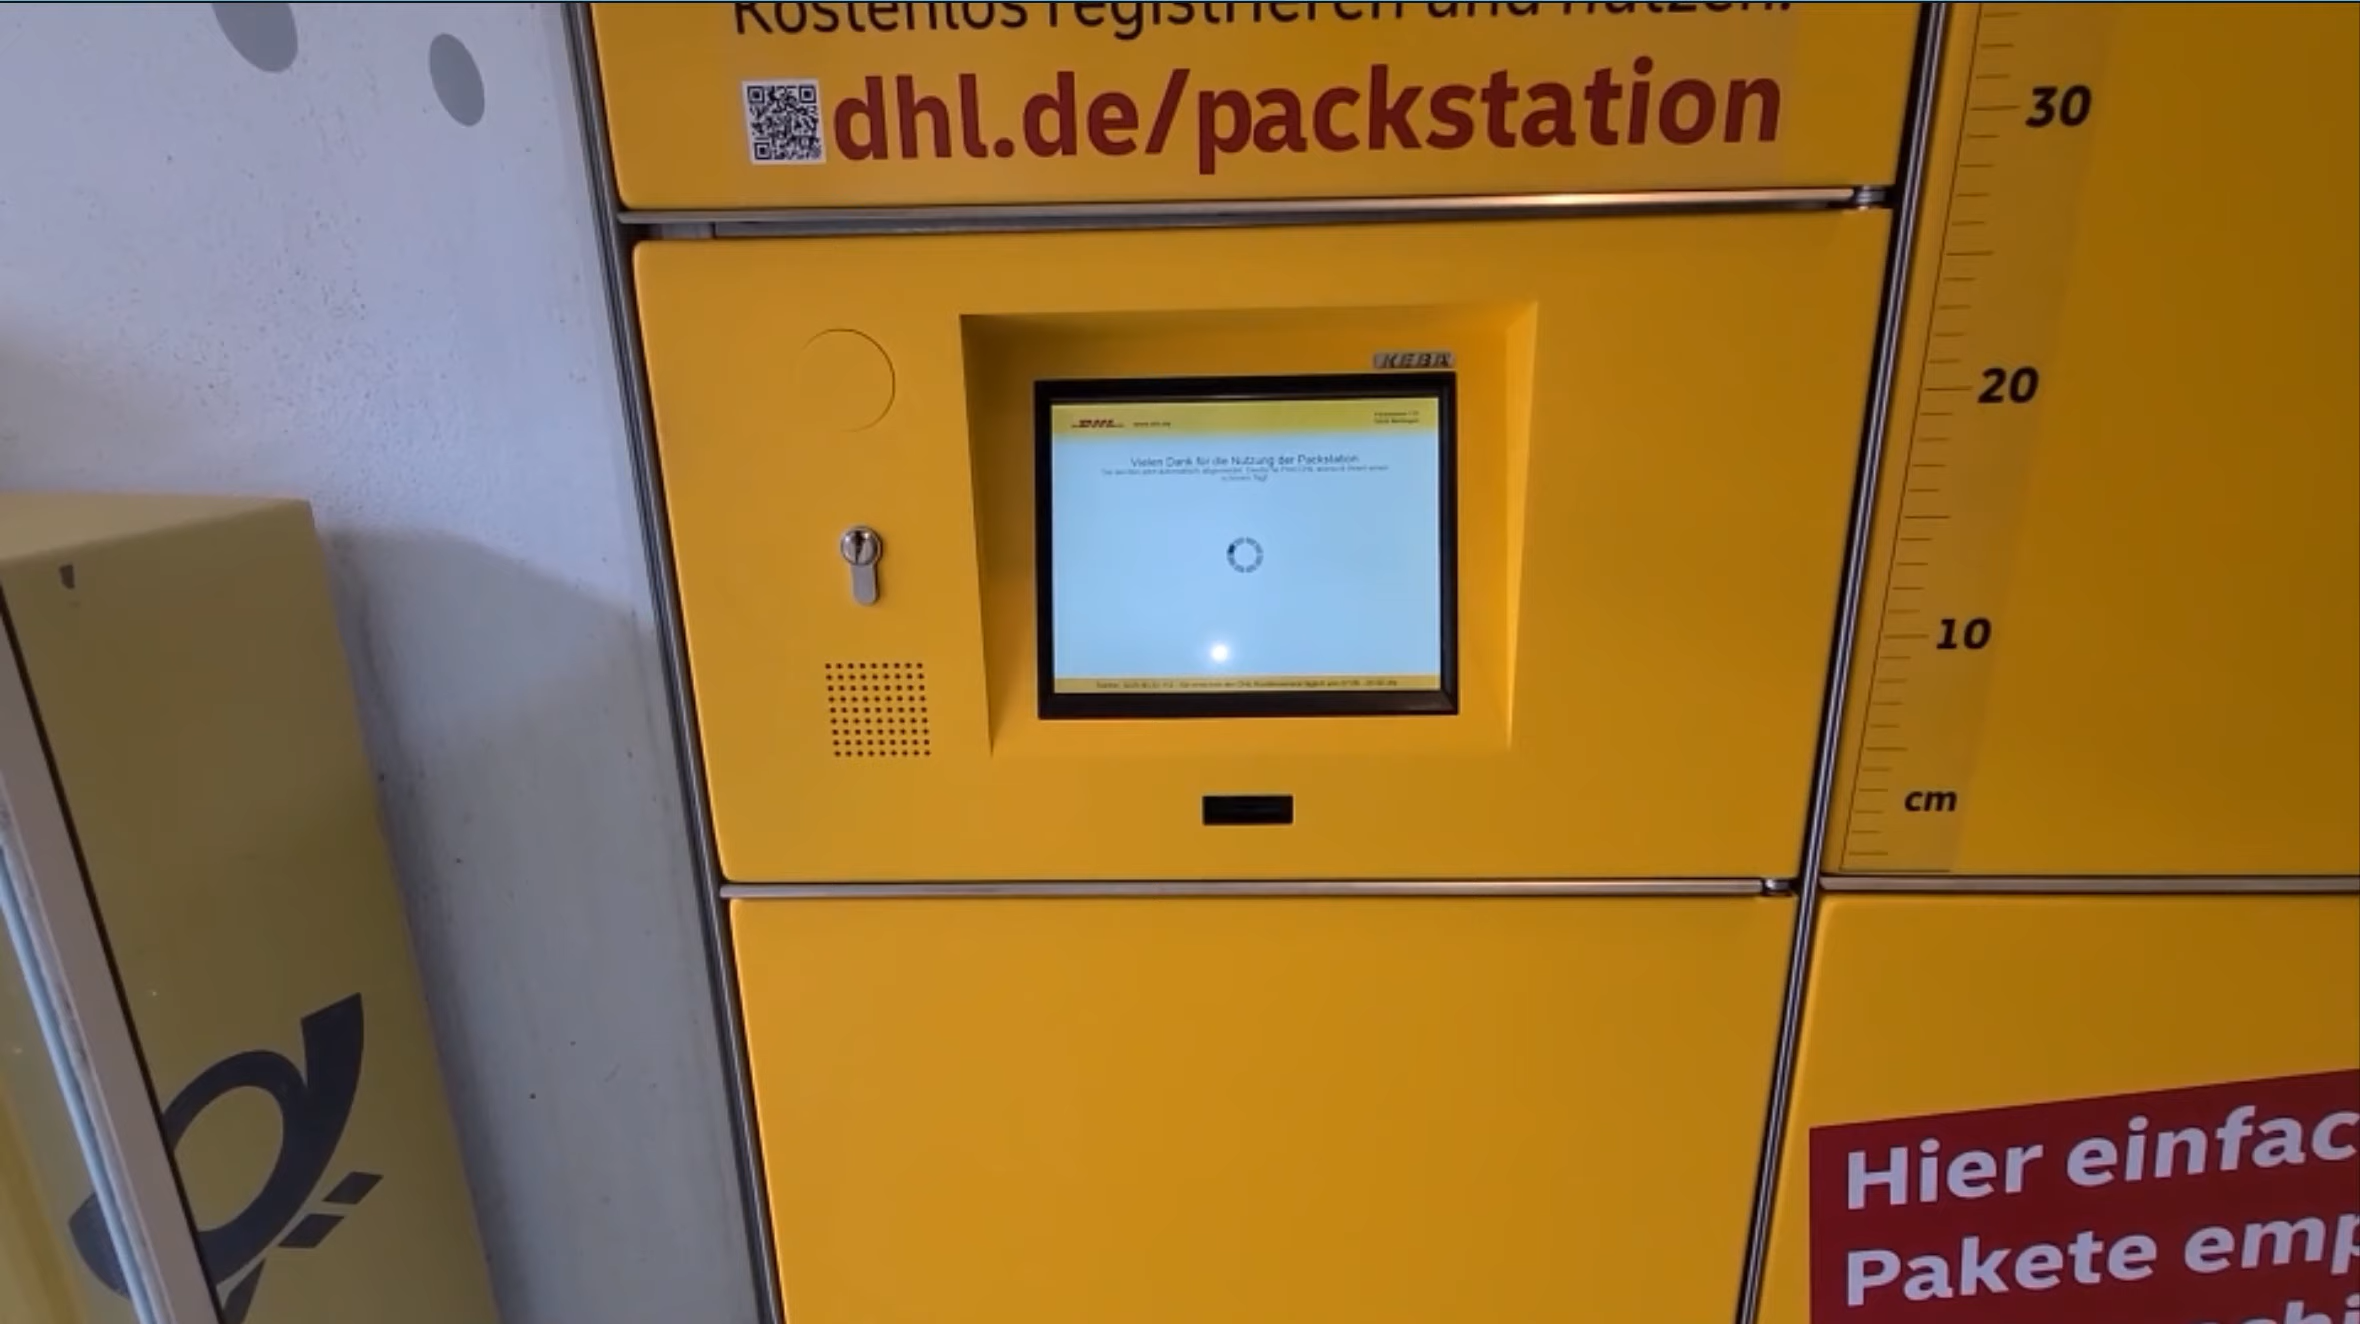 Kostenlos registrieren und nutzen:
dhl.de/packstation
30
KEBA
20
DHL
Vielen Dank für die Nutzung der Packstation
10
cm
Hier einfac
Pakete emp